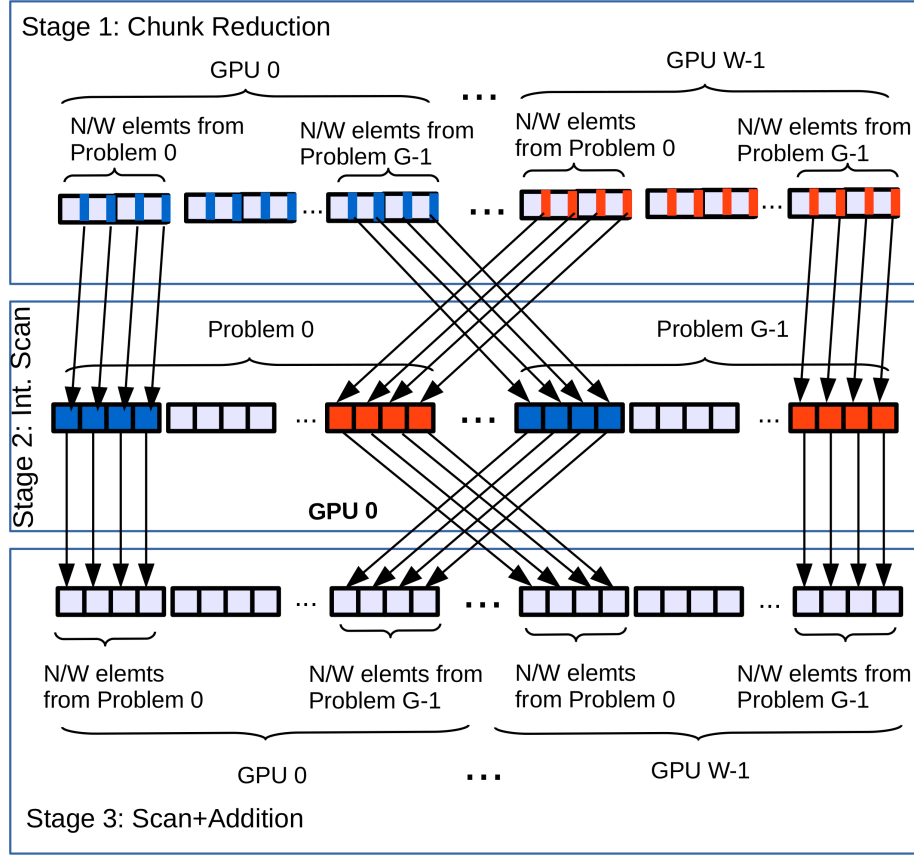 Stage 1: Chunk Reduction
GPU 0
GPU W-1
...
N/W elemts from
Problem 0
N/W elemts from
Problem G-1
N/W elemts
from Problem 0
N/W elemts from
Problem G-1
...
...
...
Stage 2: Int. Scan
Problem 0
Problem G-1
...
...
...
GPU 0
...
...
...
N/W elemts
from Problem 0
N/W elemts from
Problem G-1
N/W elemts
from Problem 0
N/W elemts from
Problem G-1
GPU 0
...
GPU W-1
Stage 3: Scan+Addition